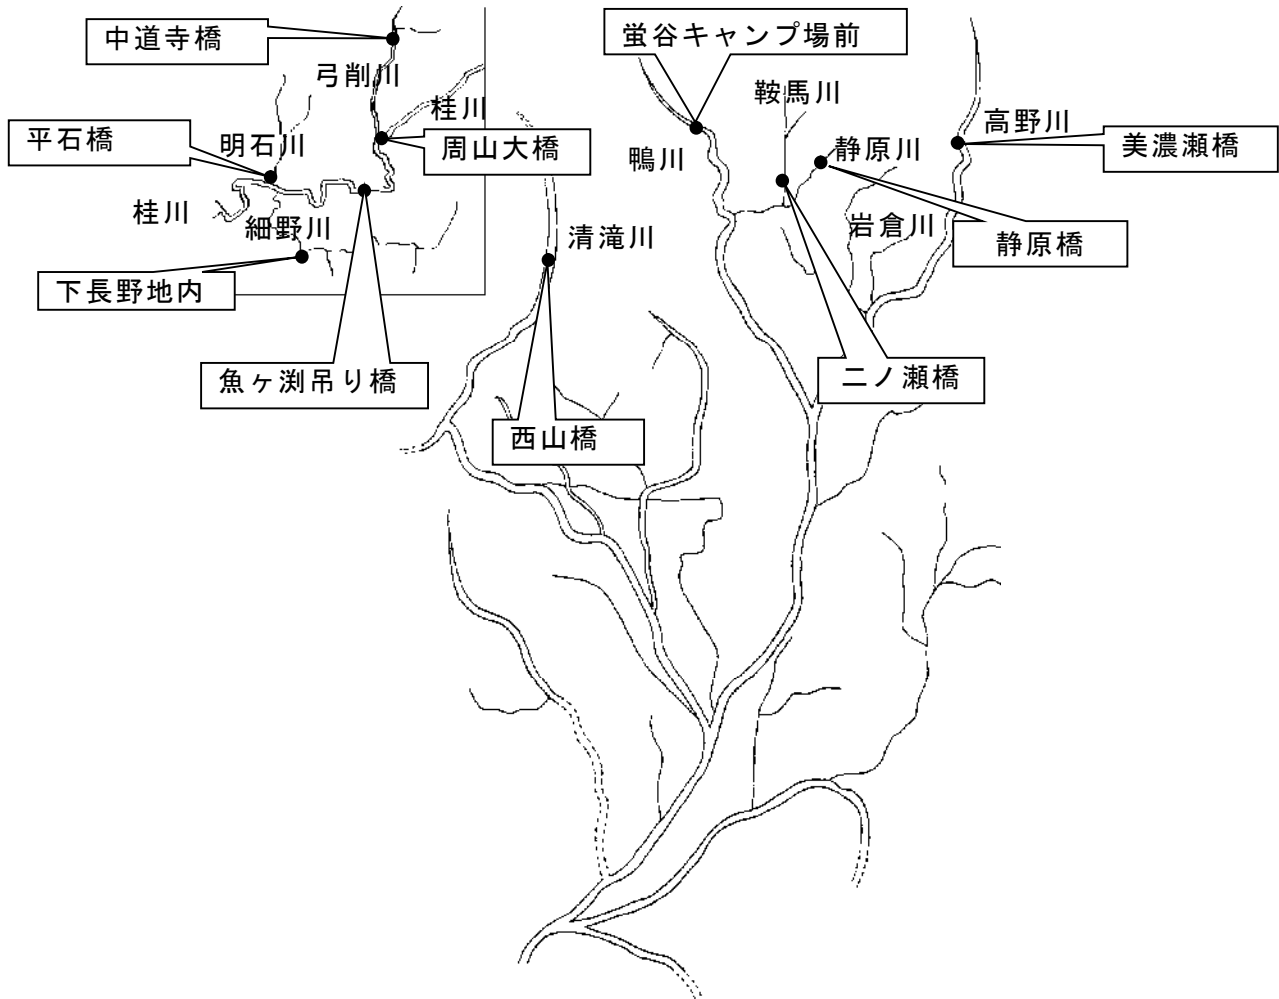 中道寺橋
弓削川
桂川
平石橋
明石川
周山大橋
桂川
細野川
下長野地内
魚ヶ渕吊り橋
清滝川
西山橋
蛍谷キャンプ場前
鞍馬川
高野川
鴨川
静原川
美濃瀬橋
岩倉川
静原橋
二ノ瀬橋